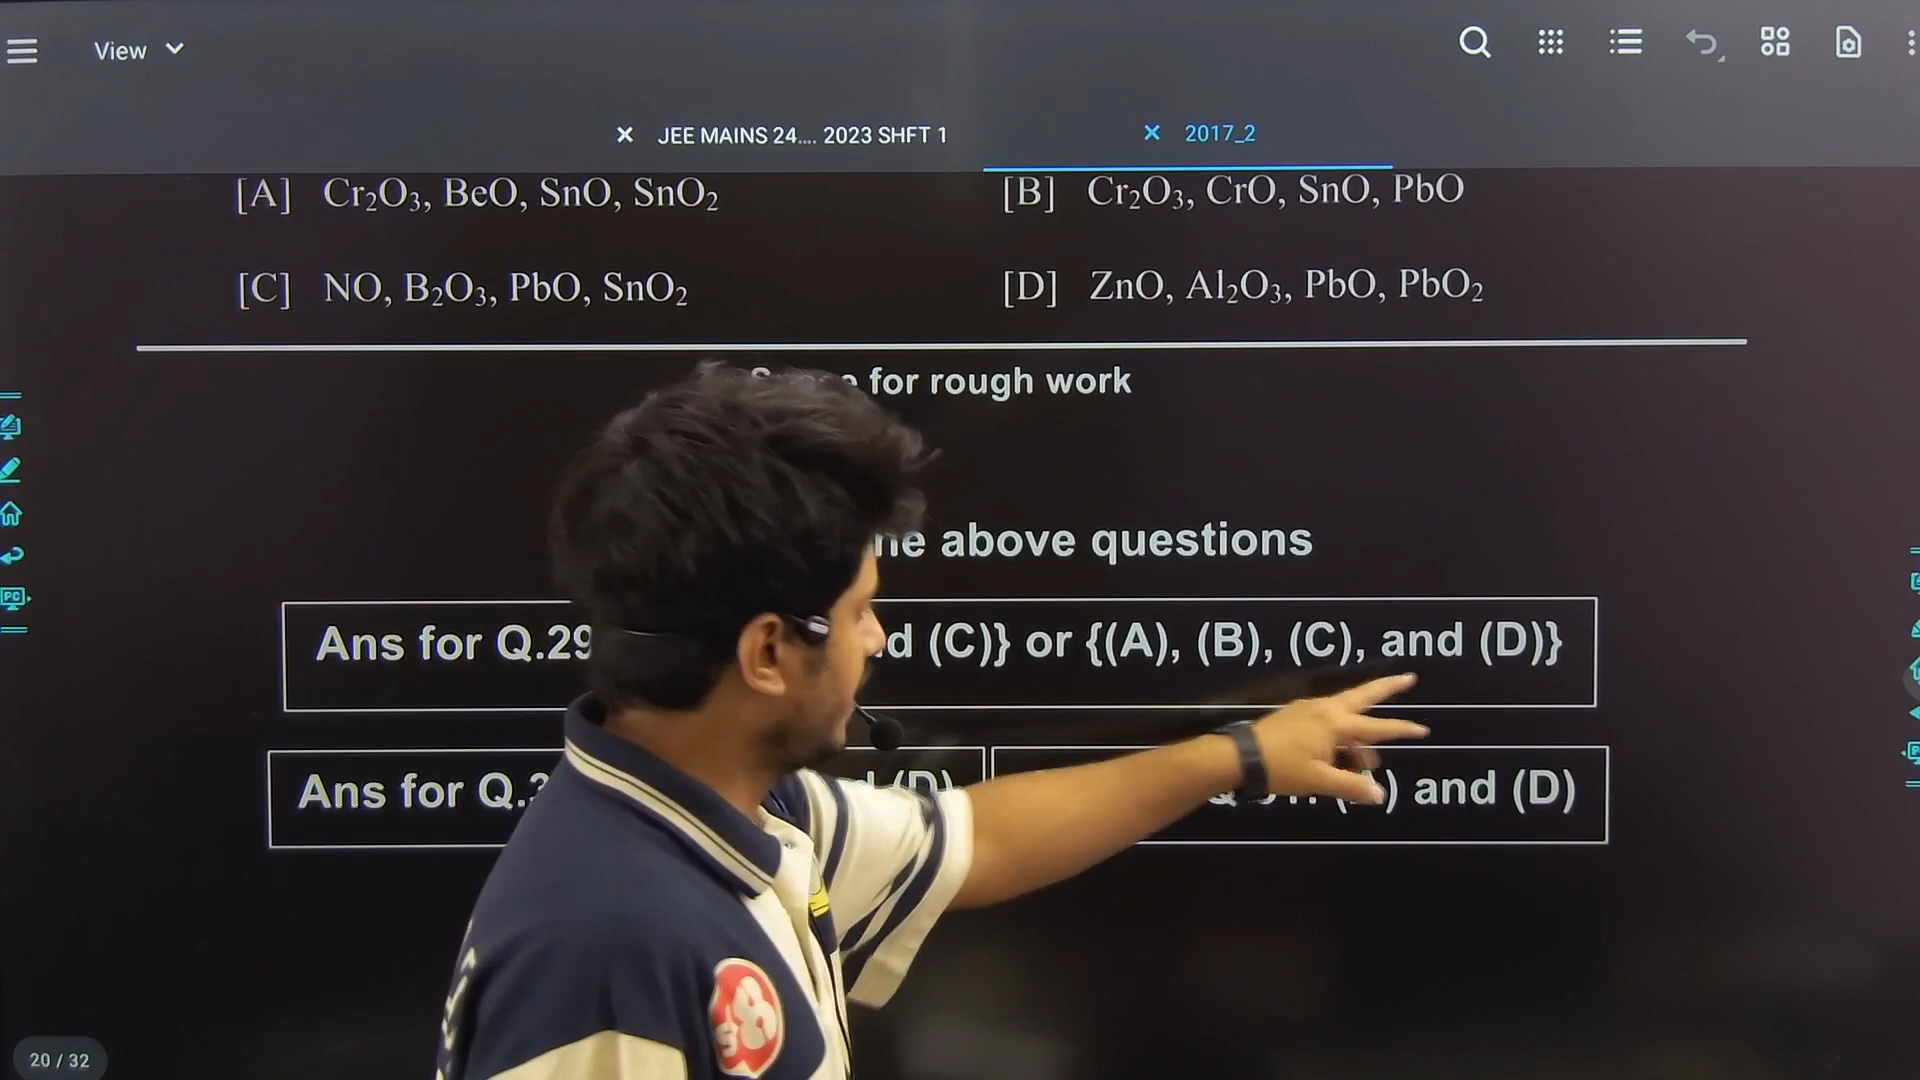 View
JEE MAINS 24.... 2023 SHFT 1
2017_2
[A] Cr₂O₃, BeO, SnO, SnO₂
[B] Cr₂O₃, CrO, SnO, PbO
[C] NO, B₂O₃, PbO, SnO₂
[D] ZnO, Al₂O₃, PbO, PbO₂
for rough work
above questions
Ans for Q.29 (C)} or {(A), (B), (C), and (D)}
Ans for Q. (D)
and (D)
PC
20 / 32